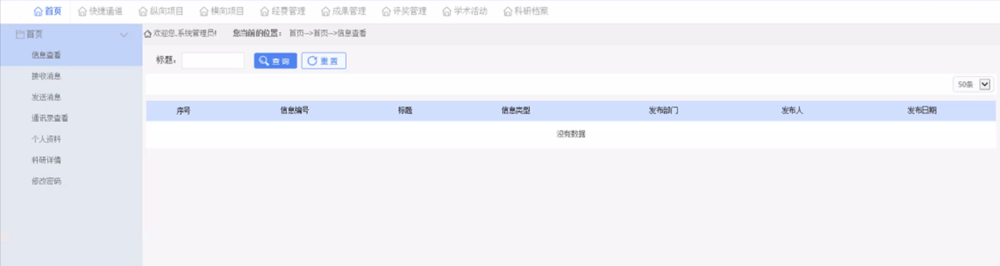 首页 快捷通道 纵向项目 横向项目 经费管理 成果管理 评奖管理 学术活动 科研档案
首页
欢迎您,系统管理员! 您当前的位置: 首页-->首页-->信息查看
信息查看
标题: 查询 重置
接收消息
50条
发送消息
序号 信息编号 标题 信息类型 发布部门 发布人 发布日期
通讯录查看
没有数据
个人资料
科研详情
修改密码